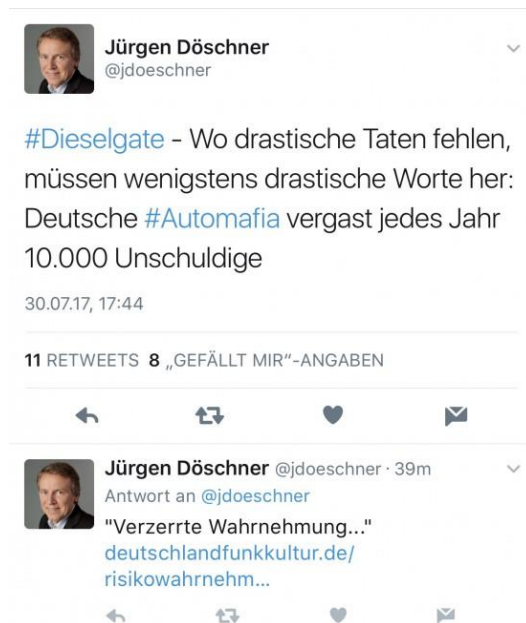 Jürgen Döschner
@jdoeschner
#Dieselgate - Wo drastische Taten fehlen,
müssen wenigstens drastische Worte her:
Deutsche #Automafia vergast jedes Jahr
10.000 Unschuldige
30.07.17, 17:44
11 RETWEETS 8 „GEFÄLLT MIR"-ANGABEN
Jürgen Döschner @jdoeschner · 39m
Antwort an @jdoeschner
"Verzerrte Wahrnehmung..."
deutschlandfunkkultur.de/
risikowahrnehm...